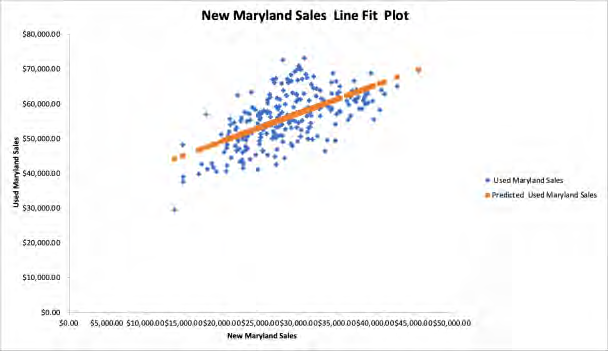 New Maryland Sales Line Fit Plot
$80,000.00
$70,000.00
$60,000.00
$50,000.00
$40,000.00
$30,000.00
$20,000.00
$10,000.00
$0.00
Used Maryland Sales
Used Maryland Sales
Predicted Used Maryland Sales
$0.00 $5,000.00 $10,000.00 $15,000.00 $20,000.00 $25,000.00 $30,000.00 $35,000.00 $40,000.00 $45,000.00 $50,000.00
New Maryland Sales